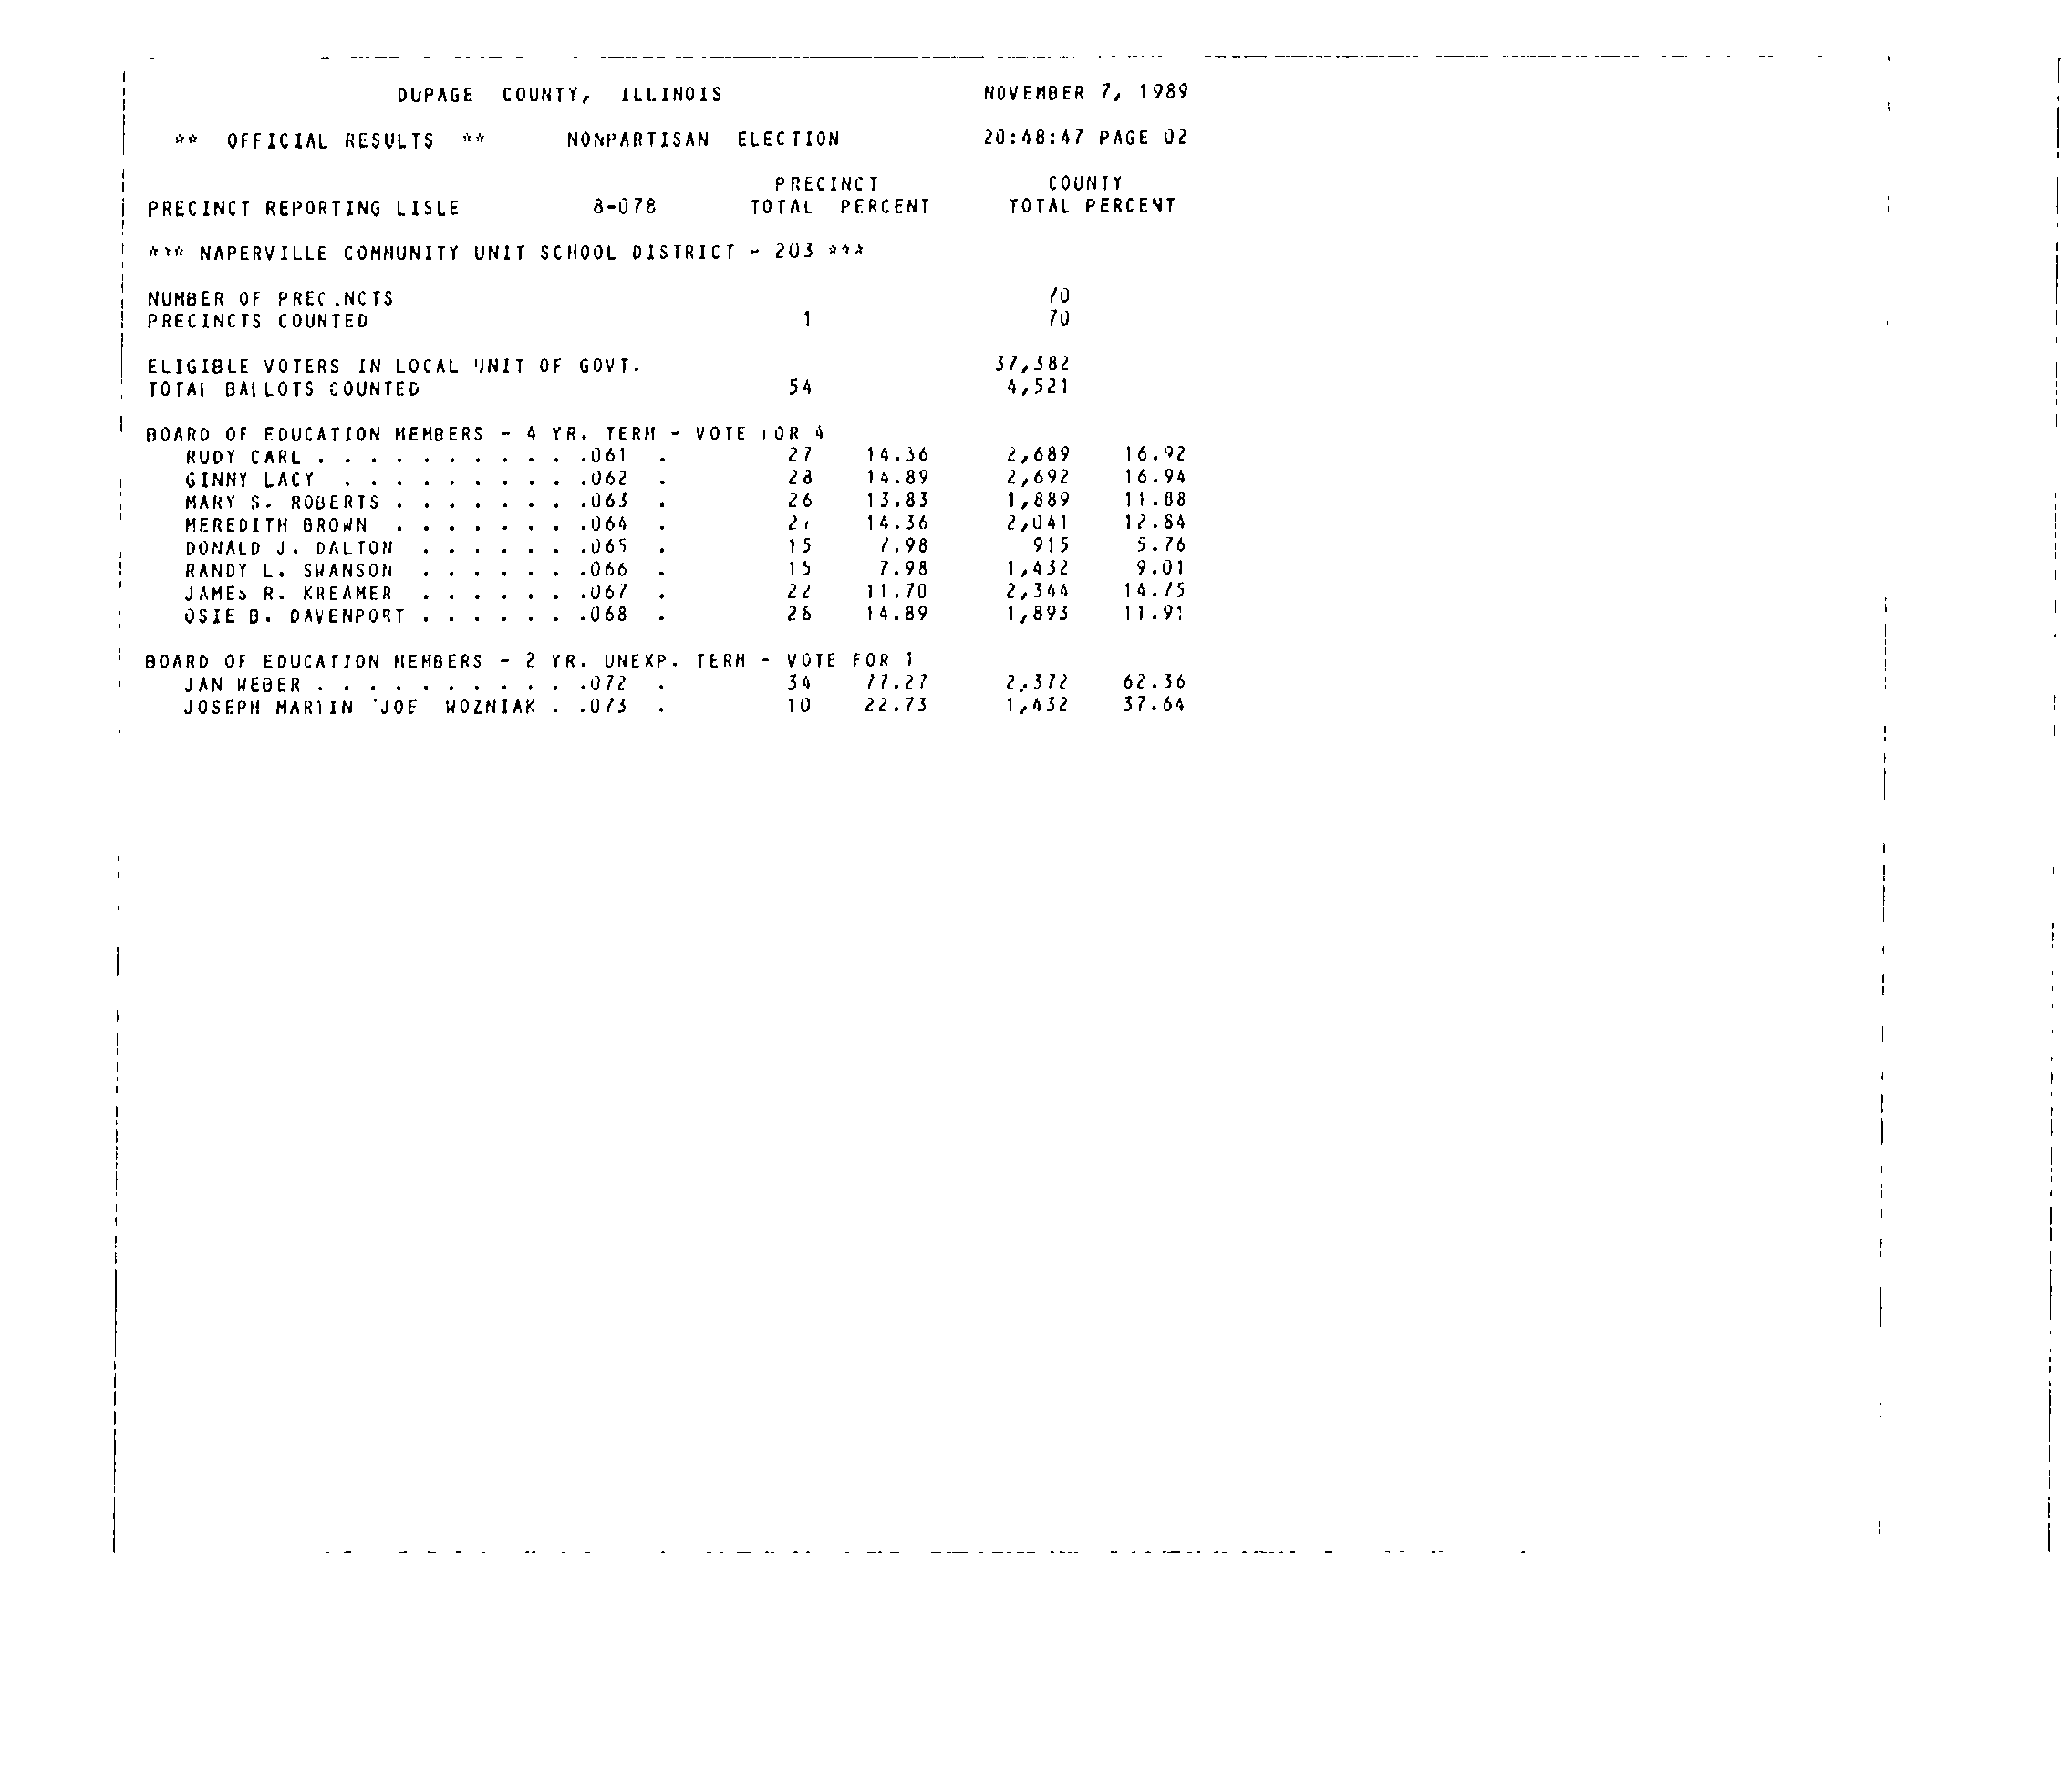 DUPAGE COUNTY, ILLINOIS NOVEMBER 7, 1989
** OFFICIAL RESULTS ** NONPARTISAN ELECTION 20:48:47 PAGE 02
PRECINCT COUNTY
PRECINCT REPORTING LISLE 8-078 TOTAL PERCENT TOTAL PERCENT
*** NAPERVILLE COMMUNITY UNIT SCHOOL DISTRICT - 203 ***
NUMBER OF PRECINCTS 70
PRECINCTS COUNTED 1 70
ELIGIBLE VOTERS IN LOCAL UNIT OF GOVT. 37,382
TOTAL BALLOTS COUNTED 54 4,521
BOARD OF EDUCATION MEMBERS - 4 YR. TERM - VOTE FOR 4
RUDY CARL . . . . . . . . . . .061 . 27 14.36 2,689 16.92
GINNY LACY . . . . . . . . . .062 . 28 14.89 2,692 16.94
MARY S. ROBERTS . . . . . . . .063 . 26 13.83 1,889 11.88
MEREDITH BROWN . . . . . . . .064 . 27 14.36 2,041 12.84
DONALD J. DALTON . . . . . . .065 . 15 7.98 915 5.76
RANDY L. SWANSON . . . . . . .066 . 15 7.98 1,432 9.01
JAMES R. KREAMER . . . . . . .067 . 22 11.70 2,344 14.75
OSIE B. DAVENPORT . . . . . . .068 . 28 14.89 1,893 11.91
BOARD OF EDUCATION MEMBERS - 2 YR. UNEXP. TERM - VOTE FOR 1
JAN WEBER . . . . . . . . . . .072 . 34 77.27 2,372 62.36
JOSEPH MARTIN 'JOE' WOZNIAK . .073 . 10 22.73 1,432 37.64